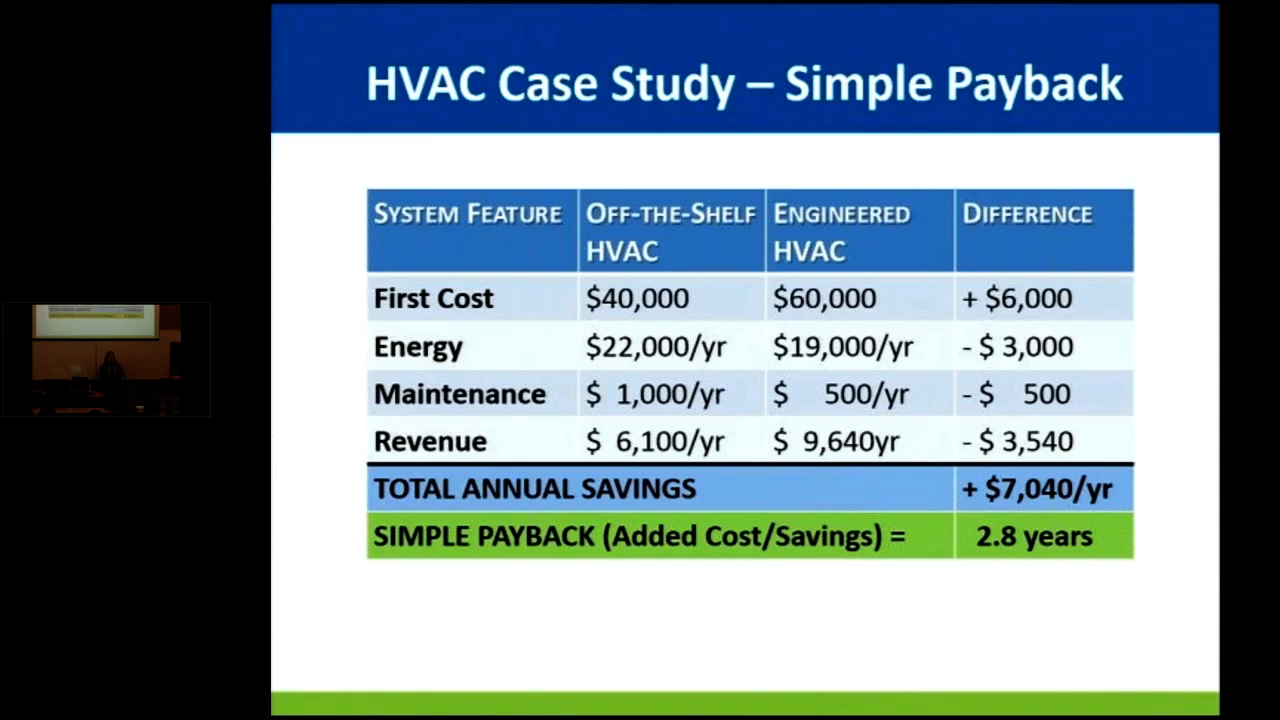 HVAC Case Study – Simple Payback
SYSTEM FEATURE OFF-THE-SHELF HVAC ENGINEERED HVAC DIFFERENCE
First Cost $40,000 $60,000 + $6,000
Energy $22,000/yr $19,000/yr - $ 3,000
Maintenance $ 1,000/yr $ 500/yr - $ 500
Revenue $ 6,100/yr $ 9,640yr - $ 3,540
TOTAL ANNUAL SAVINGS + $7,040/yr
SIMPLE PAYBACK (Added Cost/Savings) = 2.8 years